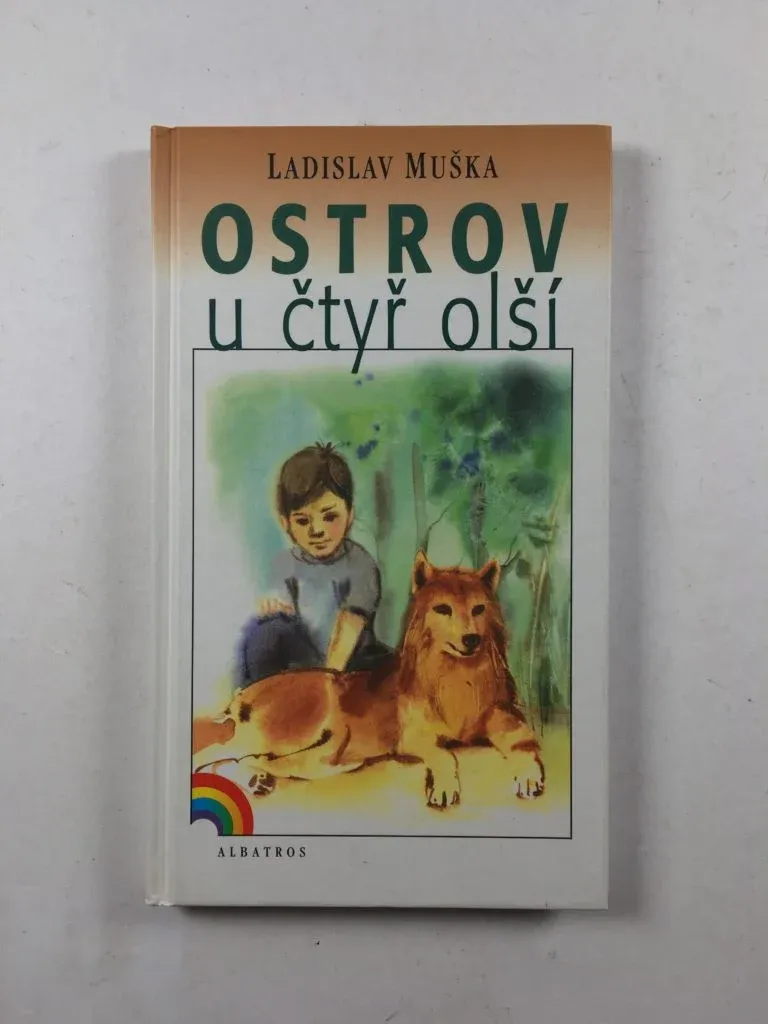 LADISLAV MUŠKA
OSTROV
u čtyř olší
ALBATROS